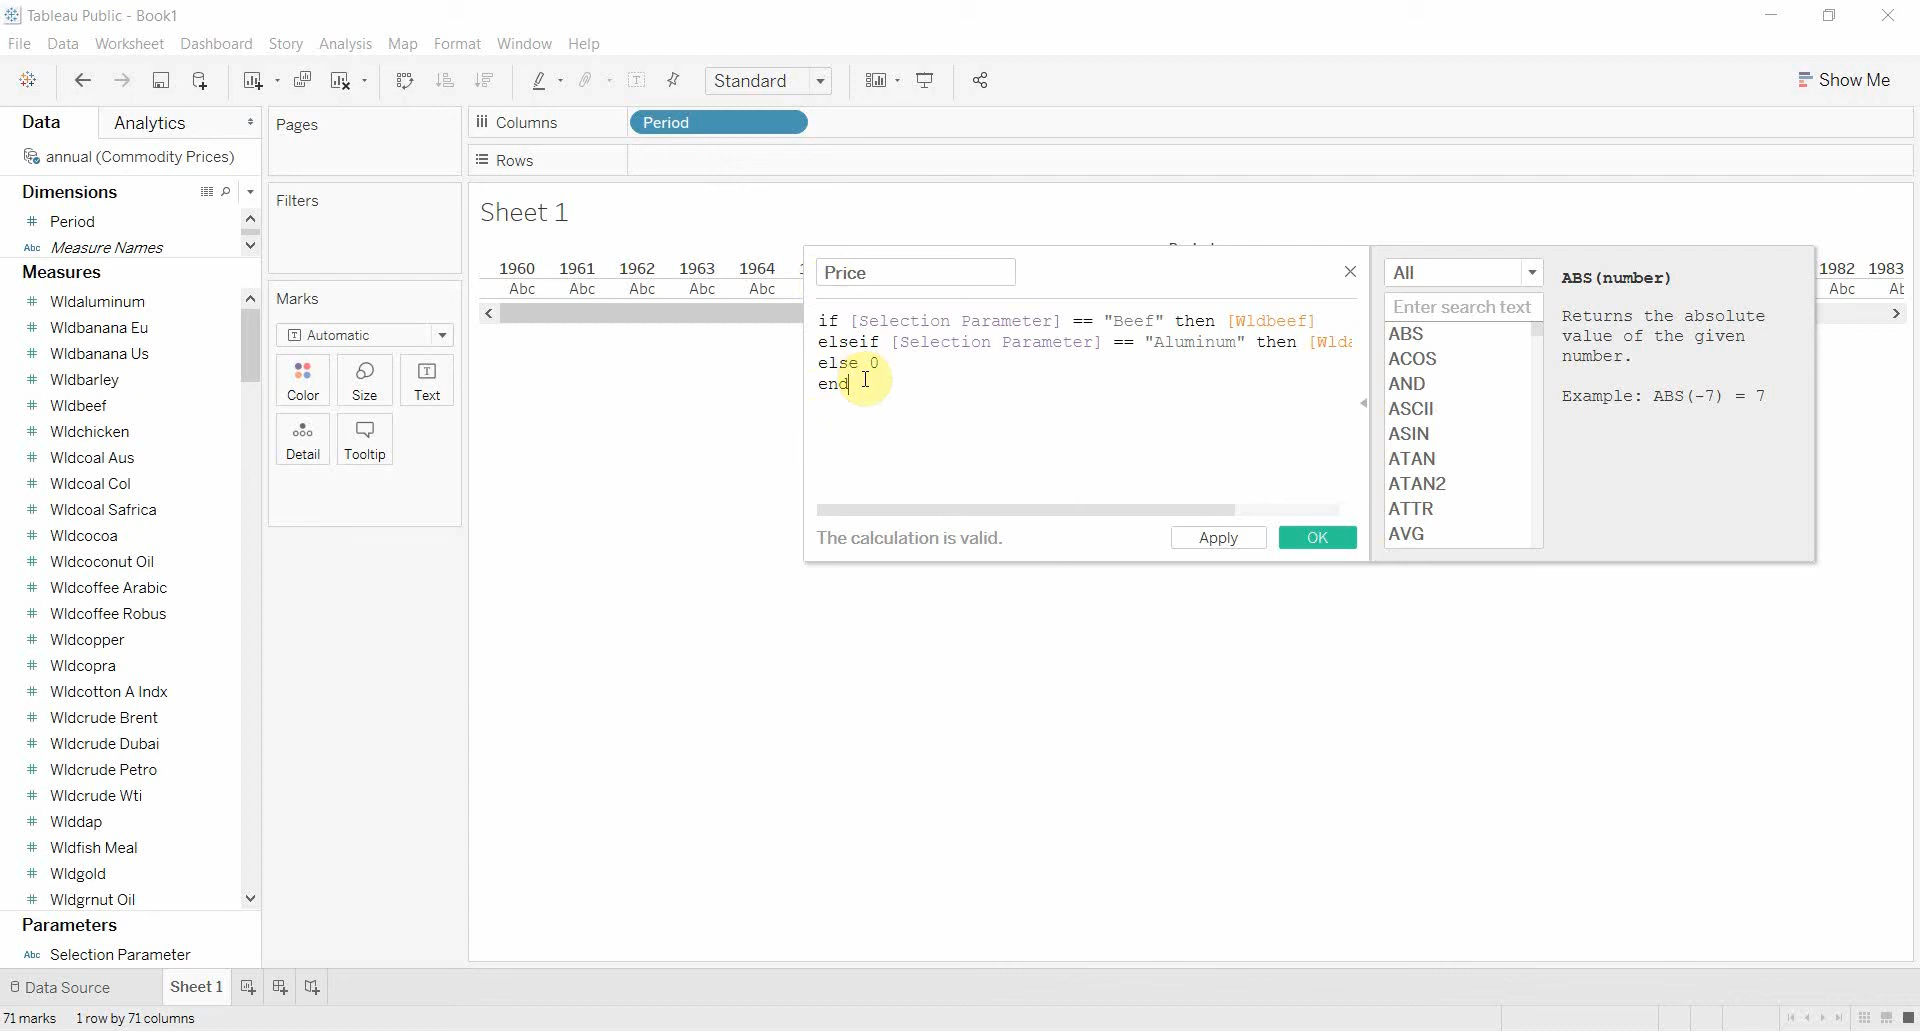 Tableau Public - Book1
File Data Worksheet Dashboard Story Analysis Map Format Window Help
Standard
Show Me
Data
Analytics
annual (Commodity Prices)
Dimensions
Period
Abc Measure Names
Measures
Wldaluminum
Wldbanana Eu
Wldbanana Us
Wldbarley
Wldbeef
Wldchicken
Wldcoal Aus
Wldcoal Col
Wldcoal Safrica
Wldcocoa
Wldcoconut Oil
Wldcoffee Arabic
Wldcoffee Robus
Wldcopper
Wldcopra
Wldcotton A Indx
Wldcrude Brent
Wldcrude Dubai
Wldcrude Petro
Wldcrude Wti
Wlddap
Wldfish Meal
Wldgold
Wldgrnut Oil
Parameters
Abc Selection Parameter
Pages
Filters
Marks
Automatic
Color Size Text
Detail Tooltip
Columns
Period
Rows
Sheet 1
1960 1961 1962 1963 1964
Abc Abc Abc Abc Abc
1982 1983
Abc
Price
if [Selection Parameter] == "Beef" then [Wldbeef]
elseif [Selection Parameter] == "Aluminum" then [Wlda
else 0
end
The calculation is valid.
Apply
OK
All
Enter search text
ABS
ACOS
AND
ASCII
ASIN
ATAN
ATAN2
ATTR
AVG
ABS(number)
Returns the absolute
value of the given
number.
Example: ABS(-7) = 7
Data Source
Sheet 1
71 marks 1 row by 71 columns